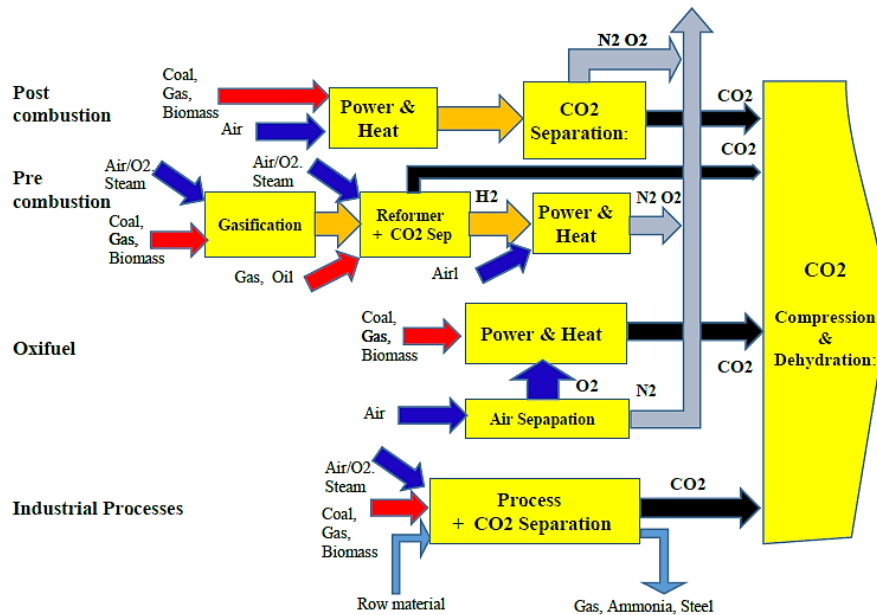 N2 O2
Post
combustion
Coal,
Gas,
Biomass
Air
Power &
Heat
CO2
Separation:
CO2
CO2
Pre
combustion
Air/O2.
Steam
Air/O2.
Steam
Coal,
Gas,
Biomass
Gasification
Reformer
+ CO2 Sep
H2
Power &
Heat
N2 O2
Gas, Oil
Airl
CO2
Compression
&
Dehydration:
Oxifuel
Coal,
Gas,
Biomass
Power & Heat
CO2
O2
N2
Air
Air Sepapation
Industrial Processes
Air/O2.
Steam
Coal,
Gas,
Biomass
Process
+ CO2 Separation
CO2
Row material
Gas, Ammonia, Steel